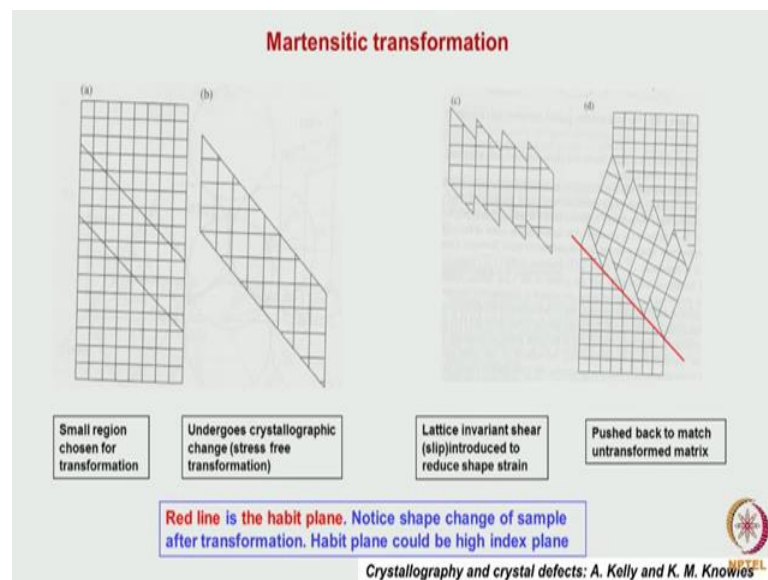 Martensitic transformation
(a)
(b)
(c)
(d)
Small region
chosen for
transformation
Undergoes crystallographic
change (stress free
transformation)
Lattice invariant shear
(slip)introduced to
reduce shape strain
Pushed back to match
untransformed matrix
Red line is the habit plane. Notice shape change of sample
after transformation. Habit plane could be high index plane
NPTEL
Crystallography and crystal defects: A. Kelly and K. M. Knowles